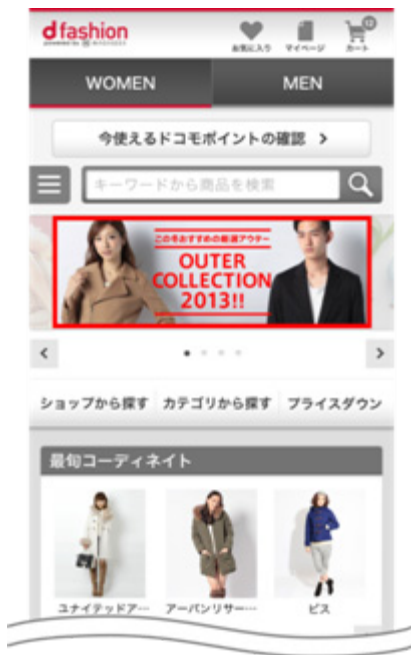 d fashion
お気に入り
マイページ
カート
WOMEN
MEN
今使えるドコモポイントの確認 >
キーワードから商品を検索
この冬おすすめの厳選アウター
OUTER
COLLECTION
2013!!
ショップから探す カテゴリから探す プライスダウン
最旬コーディネイト
ユナイテッドア…
アーバンリサー…
ビス